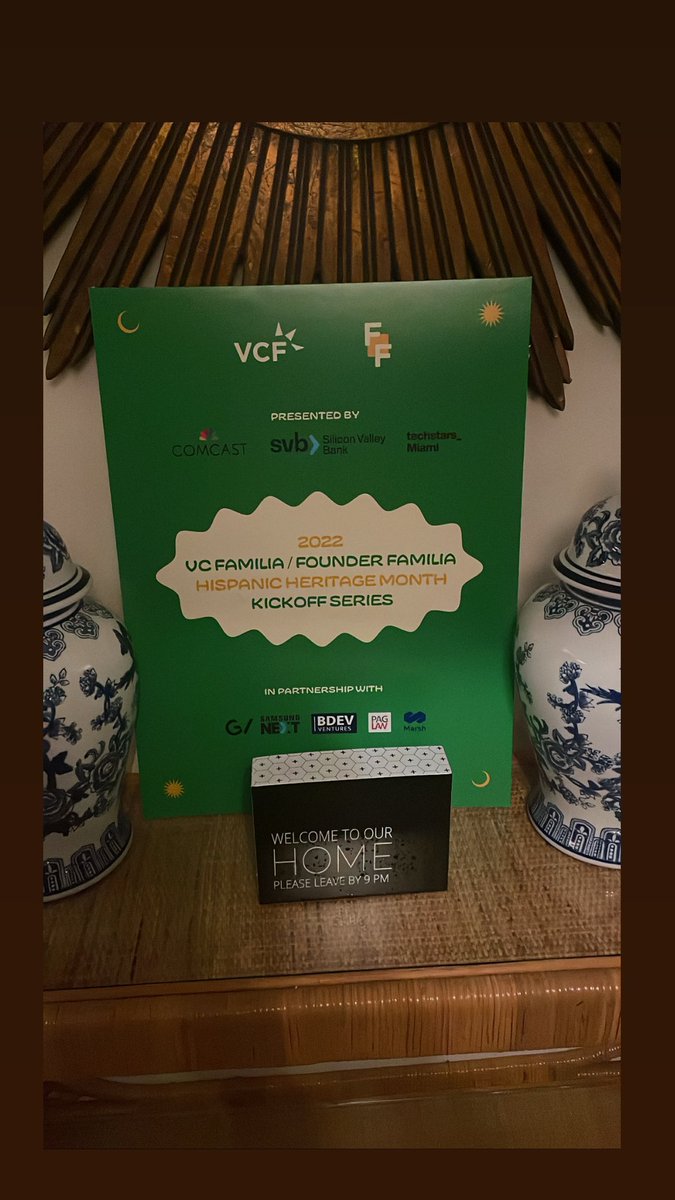 VCF
FF
PRESENTED BY
COMCAST
svb Silicon Valley Bank
techstars_
Miami
2022
VC FAMILIA / FOUNDER FAMILIA
HISPANIC HERITAGE MONTH
KICKOFF SERIES
IN PARTNERSHIP WITH
G/
SAMSUNG
NEXT
BDEV
VENTURES
PAG
LAW
Marsh
WELCOME TO OUR
HOME
PLEASE LEAVE BY 9 PM